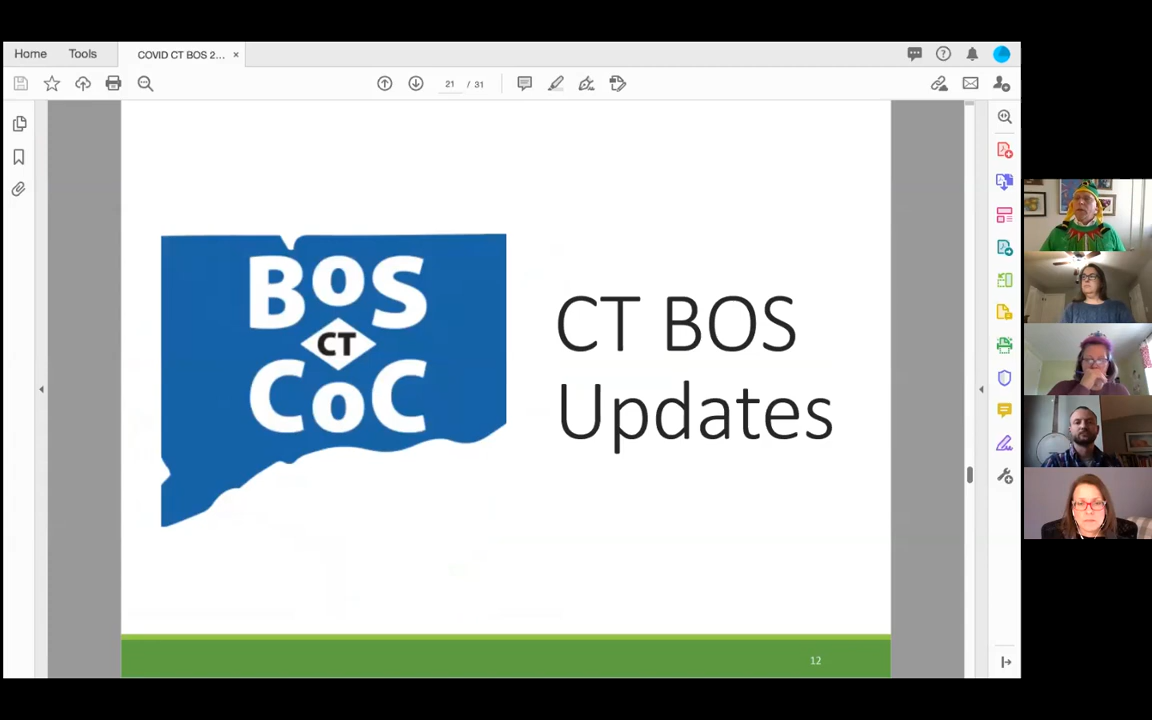 Home Tools COVID CT BOS 2... ×
21 / 31
BoS
CT
CoC
CT BOS
Updates
12